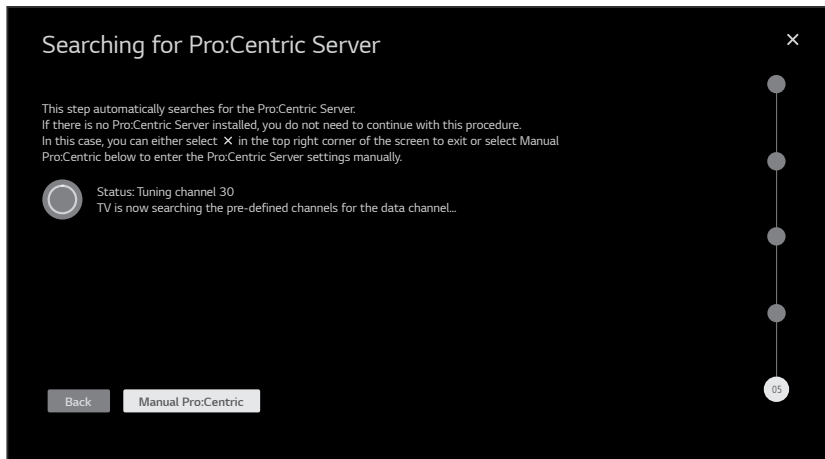 Searching for Pro:Centric Server
This step automatically searches for the Pro:Centric Server.
If there is no Pro:Centric Server installed, you do not need to continue with this procedure.
In this case, you can either select ✕ in the top right corner of the screen to exit or select Manual
Pro:Centric below to enter the Pro:Centric Server settings manually.
Status: Tuning channel 30
TV is now searching the pre-defined channels for the data channel...
Back
Manual Pro:Centric
05